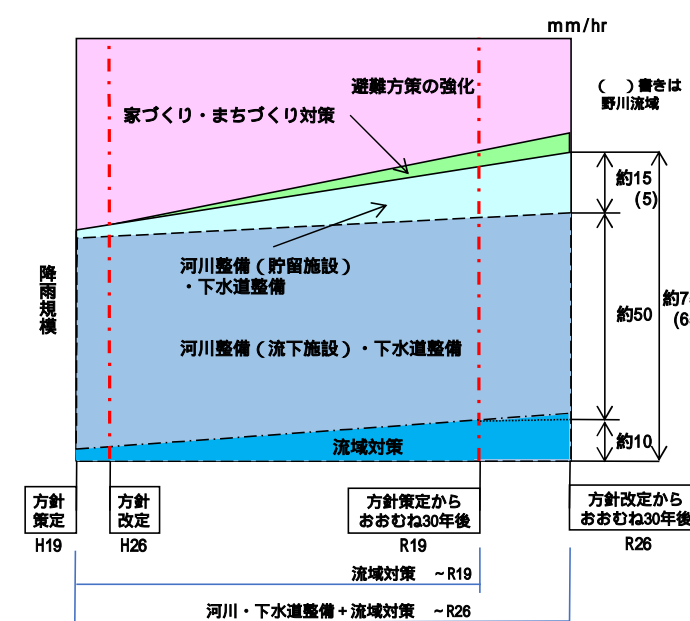 mm/hr
避難方策の強化
(　)書きは
野川流域
家づくり・まちづくり対策
約15
(5)
河川整備(貯留施設)
・下水道整備
降雨規模
約50
河川整備(流下施設)・下水道整備
約10
流域対策
方針
策定
方針
改定
方針策定から
おおむね30年後
方針改定から
おおむね30年後
H19
H26
R19
R26
流域対策　~R19
河川・下水道整備+流域対策　~R26